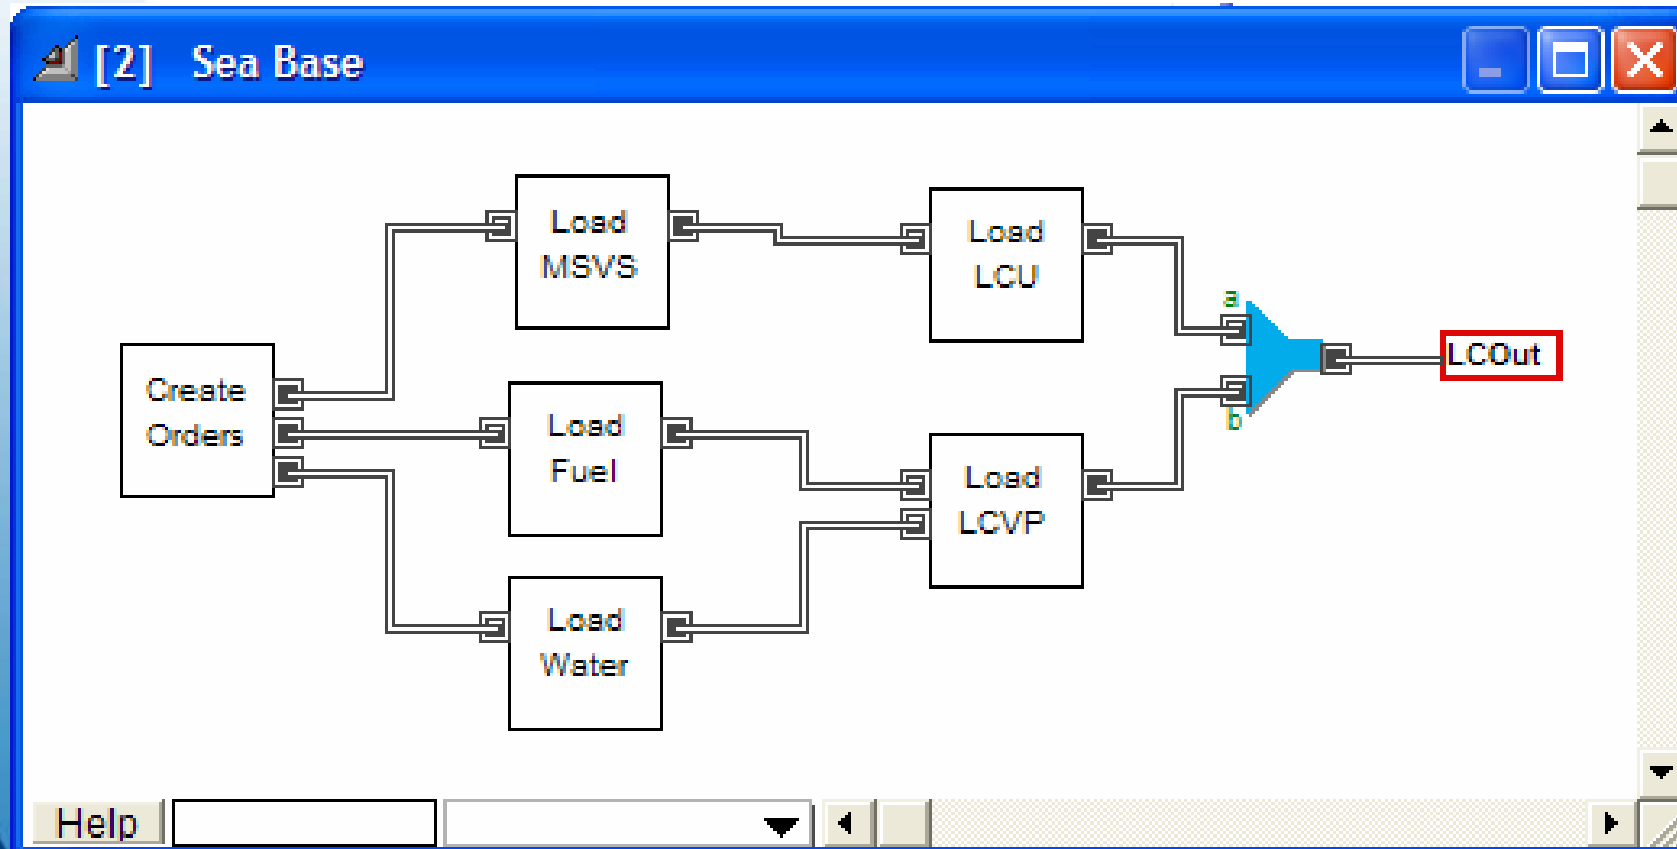 [2] Sea Base
Load
MSVS
Load
LCU
a
LCOut
Create
Orders
Load
Fuel
b
Load
LCVP
Load
Water
Help